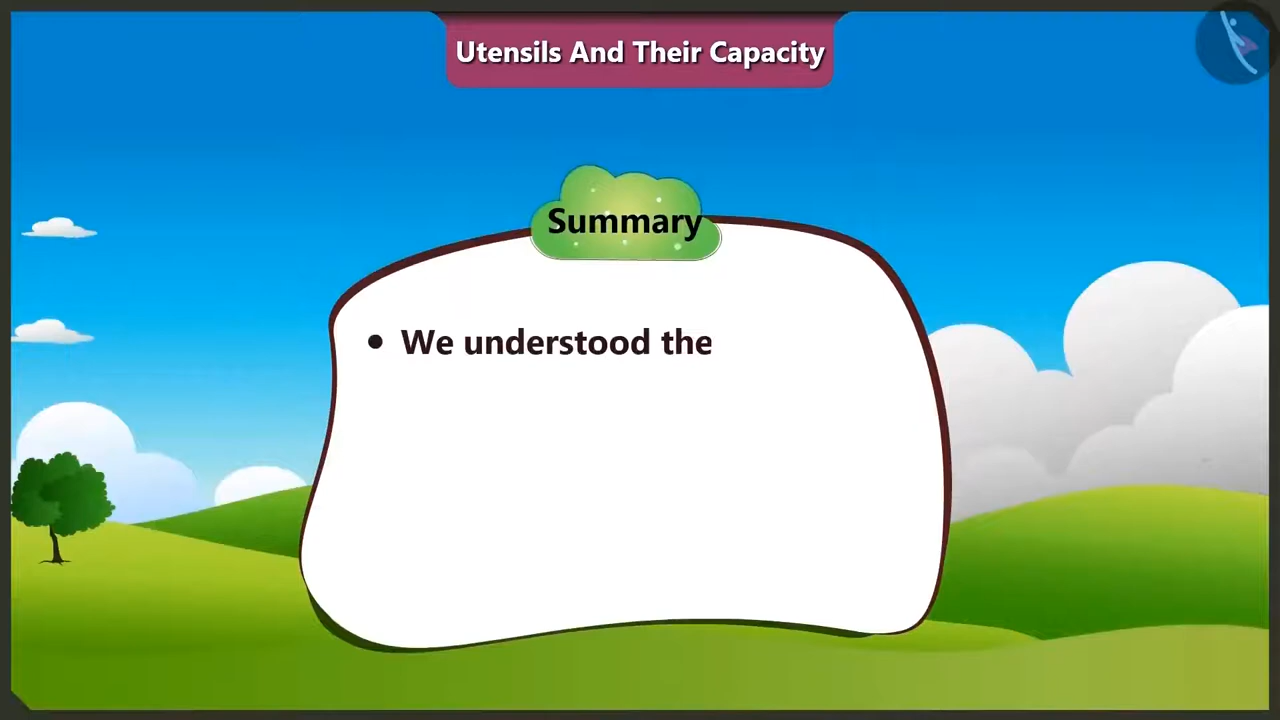 Utensils And Their Capacity
Summary
• We understood the